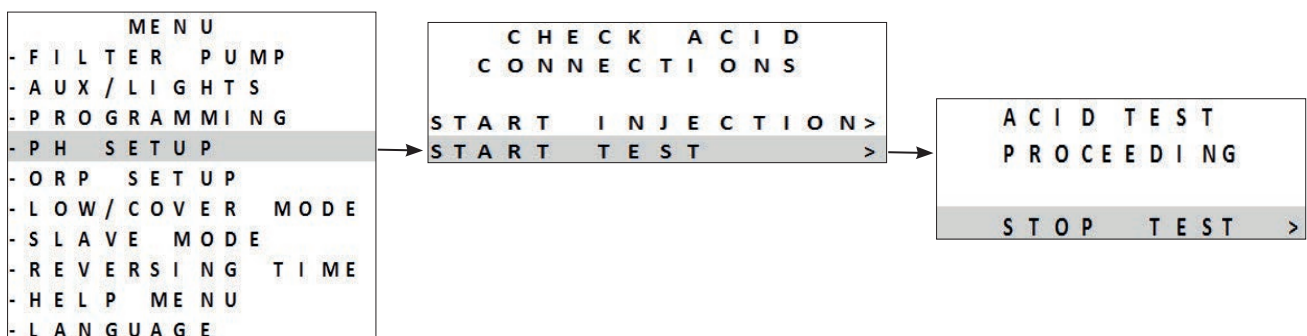 MENU
- FILTER PUMP
- AUX/LIGHTS
- PROGRAMMING
- PH SETUP
- ORP SETUP
- LOW/COVER MODE
- SLAVE MODE
- REVERSING TIME
- HELP MENU
- LANGUAGE
CHECK ACID
CONNECTIONS
START INJECTION>
START TEST >
ACID TEST
PROCEEDING
STOP TEST >